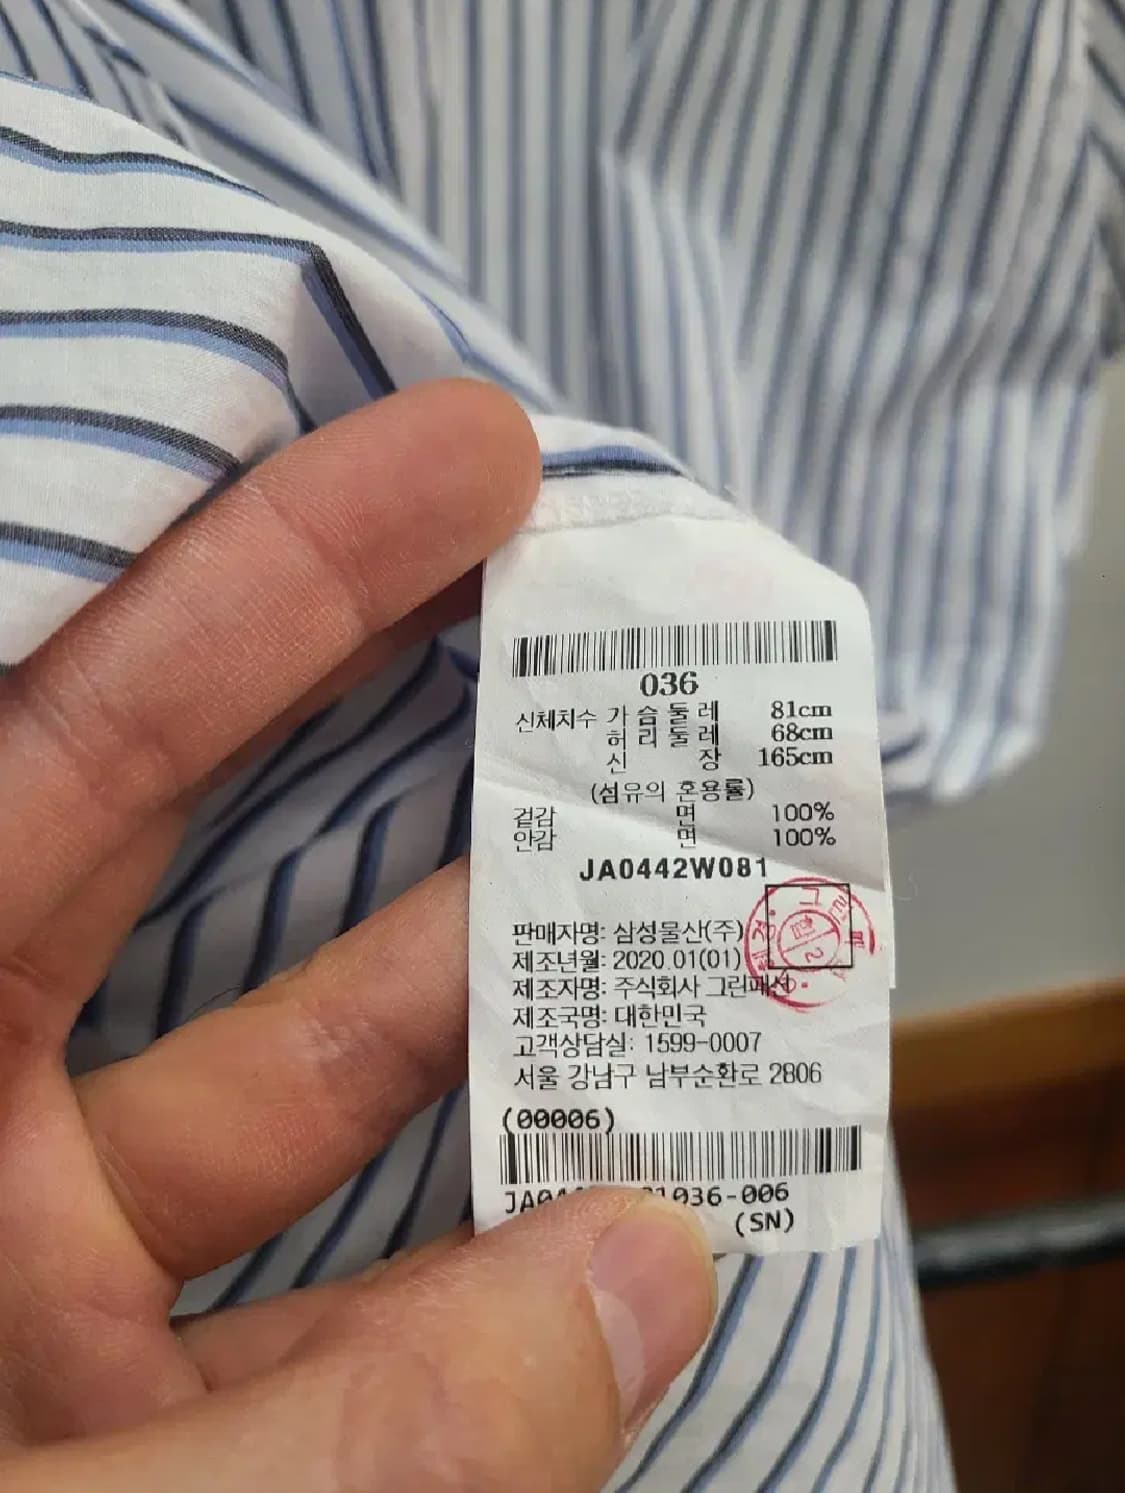 036
신체치수 가슴둘레 81cm
허리둘레 68cm
신 장 165cm
(섬유의 혼용률)
겉감 면 100%
안감 면 100%
JA0442W081
판매자명: 삼성물산(주)
제조년월: 2020.01(01)
제조자명: 주식회사 그린패션
제조국명: 대한민국
고객상담실: 1599-0007
서울 강남구 남부순환로 2806
(00006)
1036-006
(SN)